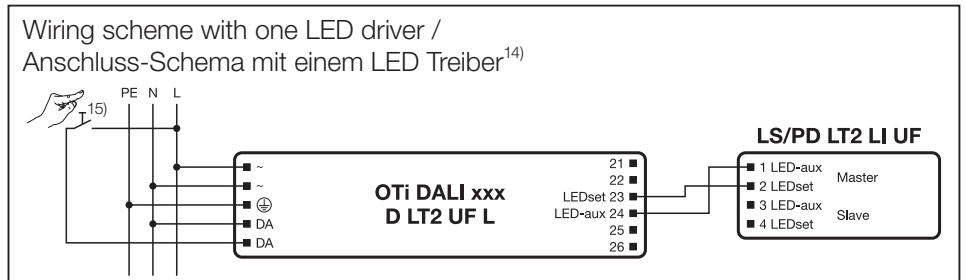 Wiring scheme with one LED driver /
Anschluss-Schema mit einem LED Treiber14)
PE N L
15)
LS/PD LT2 LI UF
~
~
DA
DA
OTi DALI xxx
D LT2 UF L
21
22
LEDset 23
LED-aux 24
25
26
1 LED-aux
2 LEDset
Master
3 LED-aux
4 LEDset
Slave